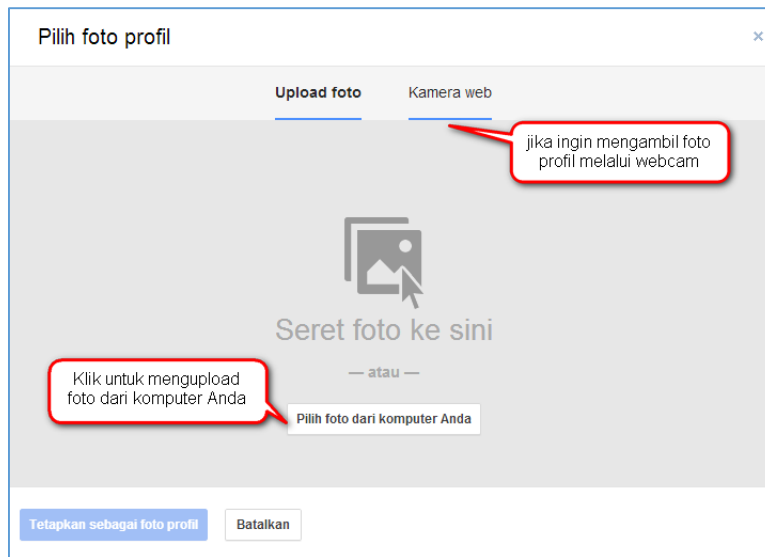 Pilih foto profil
×
Upload foto
Kamera web
jika ingin mengambil foto
profil melalui webcam
Seret foto ke sini
— atau —
Klik untuk mengupload
foto dari komputer Anda
Pilih foto dari komputer Anda
Tetapkan sebagai foto profil
Batalkan